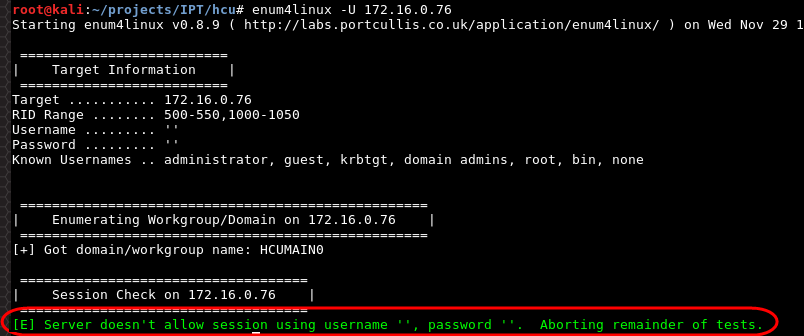 root@kali:~/projects/IPT/hcu# enum4linux -U 172.16.0.76
Starting enum4linux v0.8.9 ( http://labs.portcullis.co.uk/application/enum4linux/ ) on Wed Nov 29 1
==========================
|    Target Information    |
==========================
Target ........... 172.16.0.76
RID Range ........ 500-550,1000-1050
Username ......... ''
Password ......... ''
Known Usernames .. administrator, guest, krbtgt, domain admins, root, bin, none
===================================================
|    Enumerating Workgroup/Domain on 172.16.0.76    |
===================================================
[+] Got domain/workgroup name: HCUMAIN0
====================================
|    Session Check on 172.16.0.76    |
====================================
[E] Server doesn't allow session using username '', password ''.  Aborting remainder of tests.